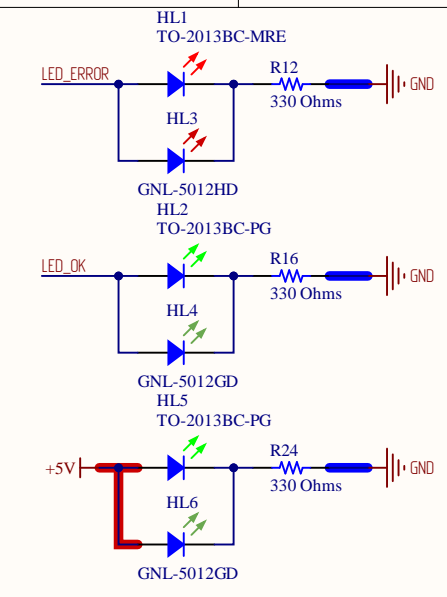 HL1
TO-2013BC-MRE
LED_ERROR
R12
330 Ohms
GND
HL3
GNL-5012HD
HL2
TO-2013BC-PG
LED_OK
R16
330 Ohms
GND
HL4
GNL-5012GD
HL5
TO-2013BC-PG
+5V
R24
330 Ohms
GND
HL6
GNL-5012GD